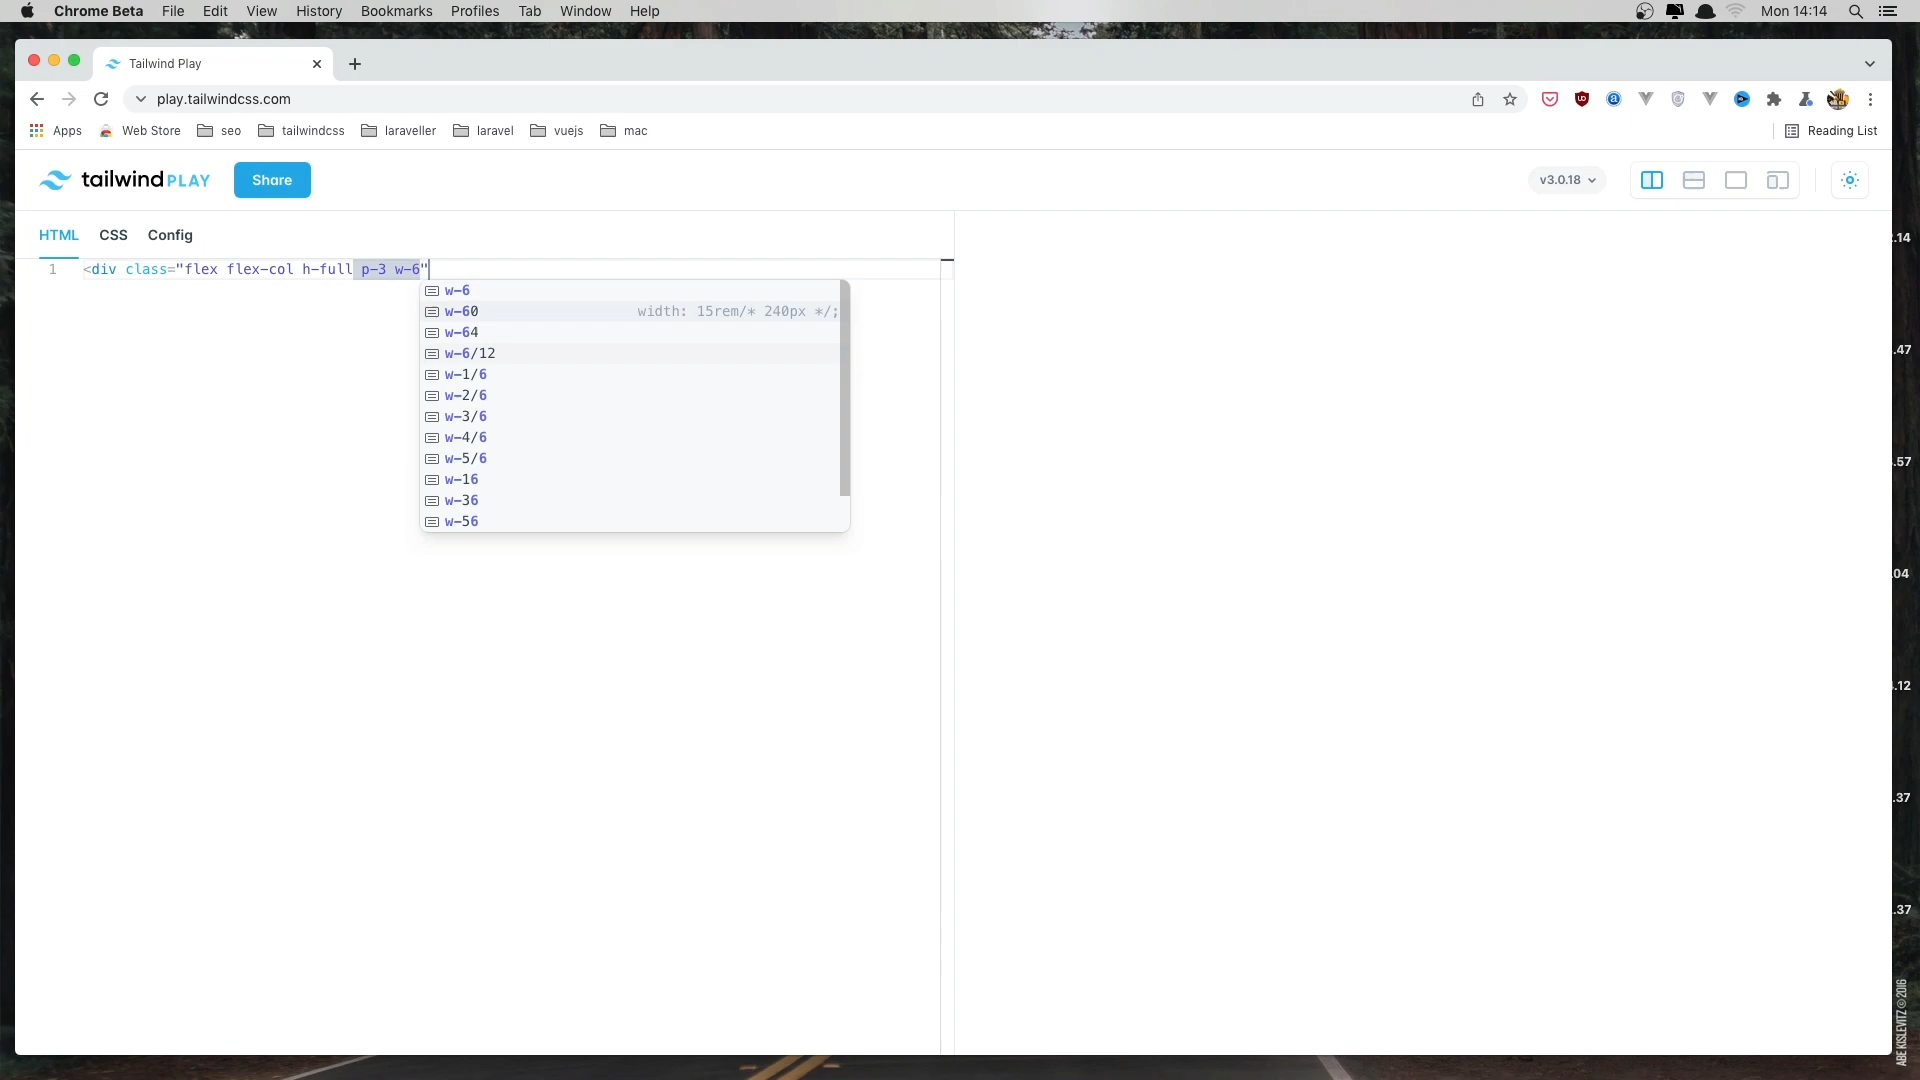 Chrome Beta File Edit View History Bookmarks Profiles Tab Window Help Mon 14:14
Tailwind Play
play.tailwindcss.com
Apps Web Store seo tailwindcss laraveller laravel vuejs mac Reading List
tailwind PLAY Share v3.0.18
HTML CSS Config
1 <div class="flex flex-col h-full p-3 w-6"
w-6
w-60 width: 15rem/* 240px */;
w-64
w-6/12
w-1/6
w-2/6
w-3/6
w-4/6
w-5/6
w-16
w-36
w-56
.47
.57
.12
.37
.37
ABE KISLEVITZ © 2016